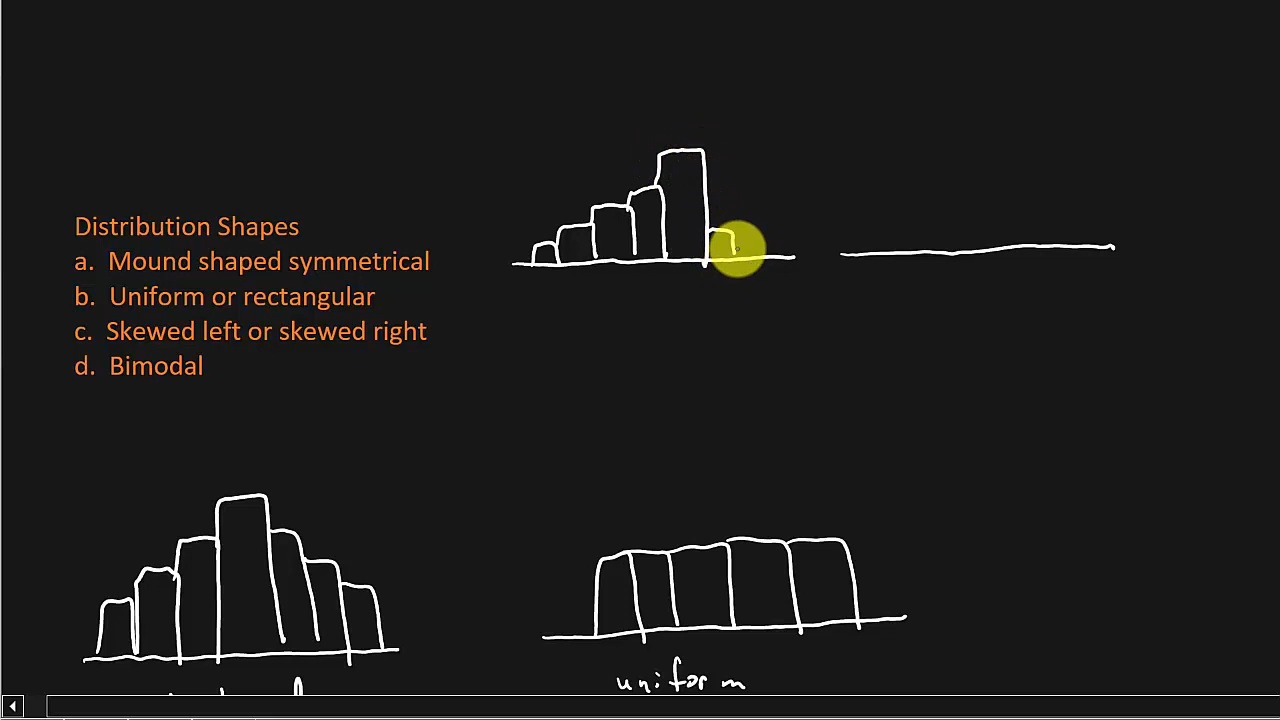 Distribution Shapes
a. Mound shaped symmetrical
b. Uniform or rectangular
c. Skewed left or skewed right
d. Bimodal
uniform